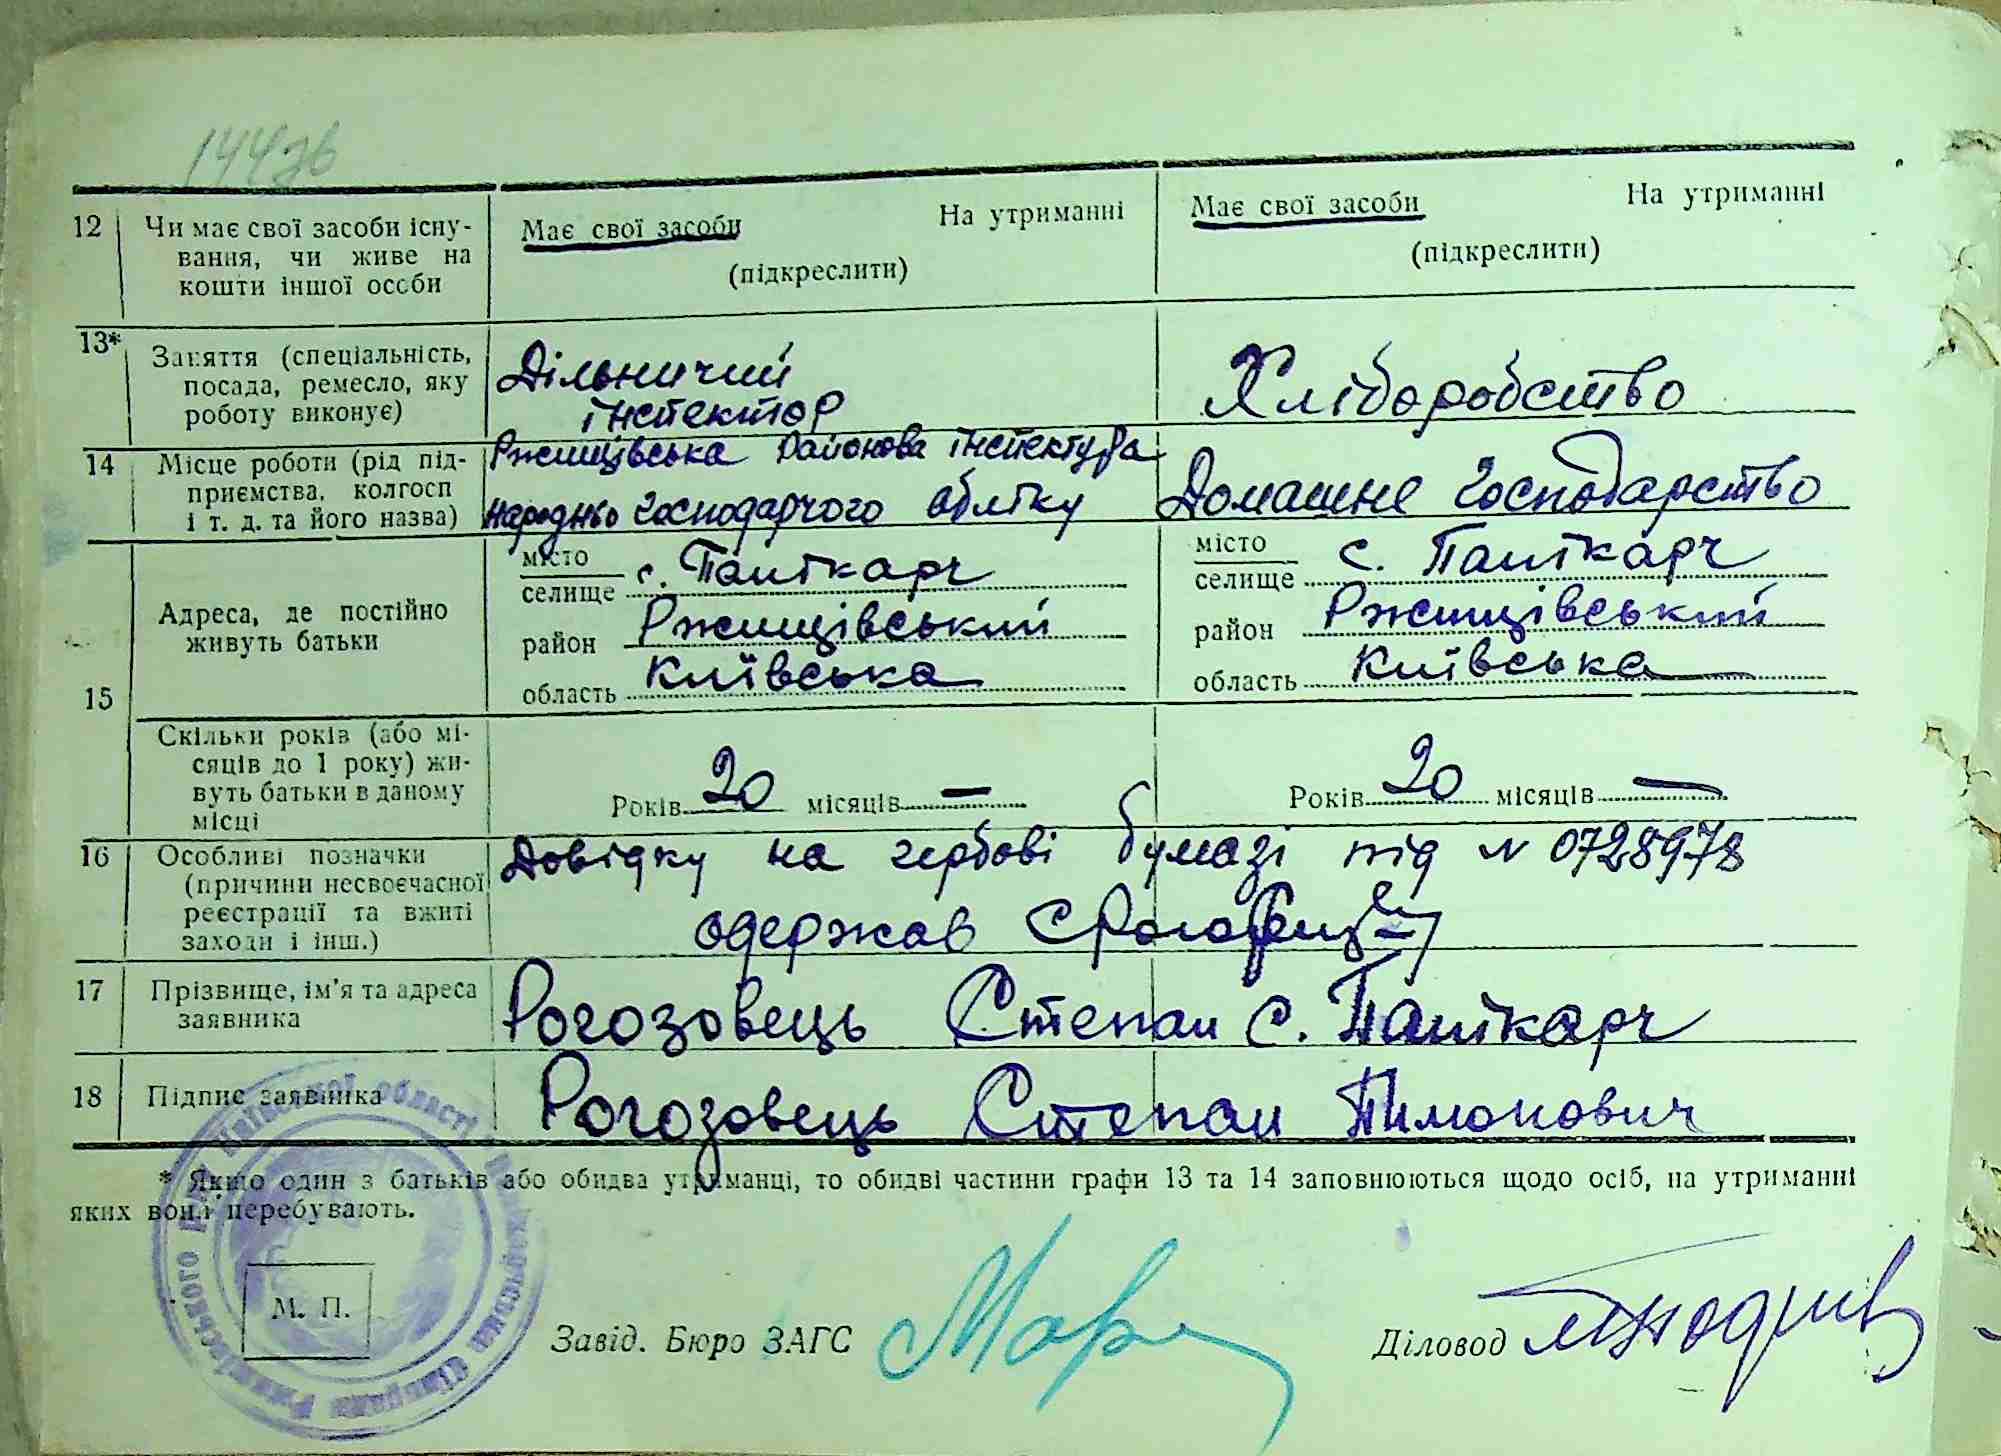 144зв
12 Чи має свої засоби існу-
вання, чи живе на
кошти іншої особи
Має свої засоби На утриманні
(підкреслити)
Має свої засоби На утриманні
(підкреслити)
13* Заняття (спеціальність,
посада, ремесло, яку
роботу виконує)
Дільничий
інспектор
Хліборобство
14 Місце роботи (рід під-
приємства, колгосп
і т. д. та його назва)
Ржищівська Районова інспектура
народньо господарчого обліку
Домашне господарство
15
Адреса, де постійно
живуть батьки
місто
селище с. Паиікарч
район Ржищівський
область Київська
місто
селище с. Паиікарч
район Ржищівський
область Київська
Скільки років (або мі-
сяців до 1 року) жи-
вуть батьки в даному
місці
Років 20 місяців —
Років 20 місяців —
16 Особливі позначки
(причини несвоєчасної
реєстрації та вжиті
заходи і інш.)
Довідку на гербові бумазі під N 0728978
одержав
17 Прізвище, ім'я та адреса
заявника
Рогозовець Степан с. Паиікарч
18 Підпис заявника
Рогозовець Степан Тимонович
* Якщо один з батьків або обидва утриманці, то обидві частини графи 13 та 14 заповнюються щодо осіб, на утриманні
яких вони перебувають.
М. П.
Завід. Бюро ЗАГС
Діловод